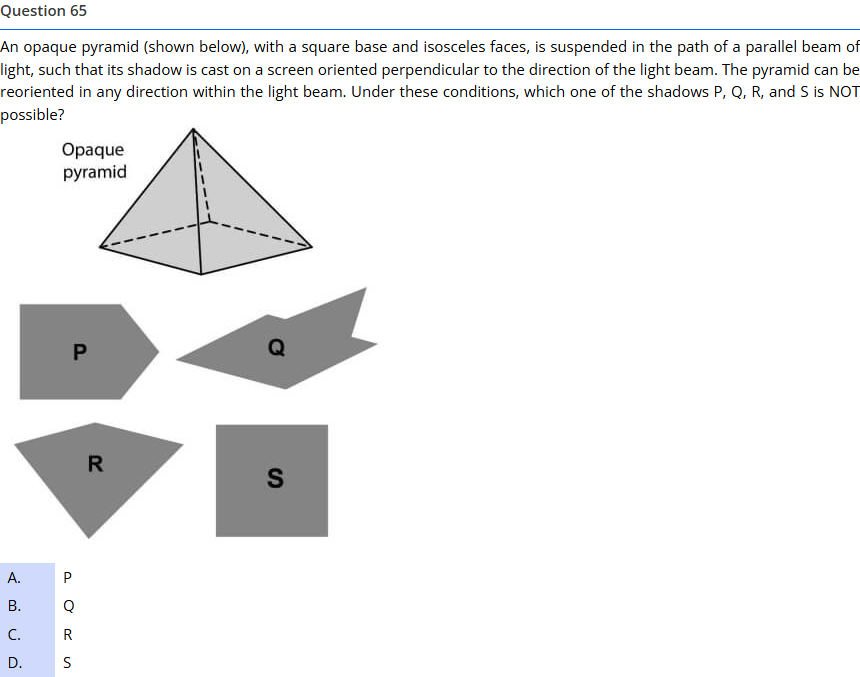 Question 65
An opaque pyramid (shown below), with a square base and isosceles faces, is suspended in the path of a parallel beam of
light, such that its shadow is cast on a screen oriented perpendicular to the direction of the light beam. The pyramid can be
reoriented in any direction within the light beam. Under these conditions, which one of the shadows P, Q, R, and S is NOT
possible?
Opaque
pyramid
P
Q
R
S
A. P
B. Q
C. R
D. S